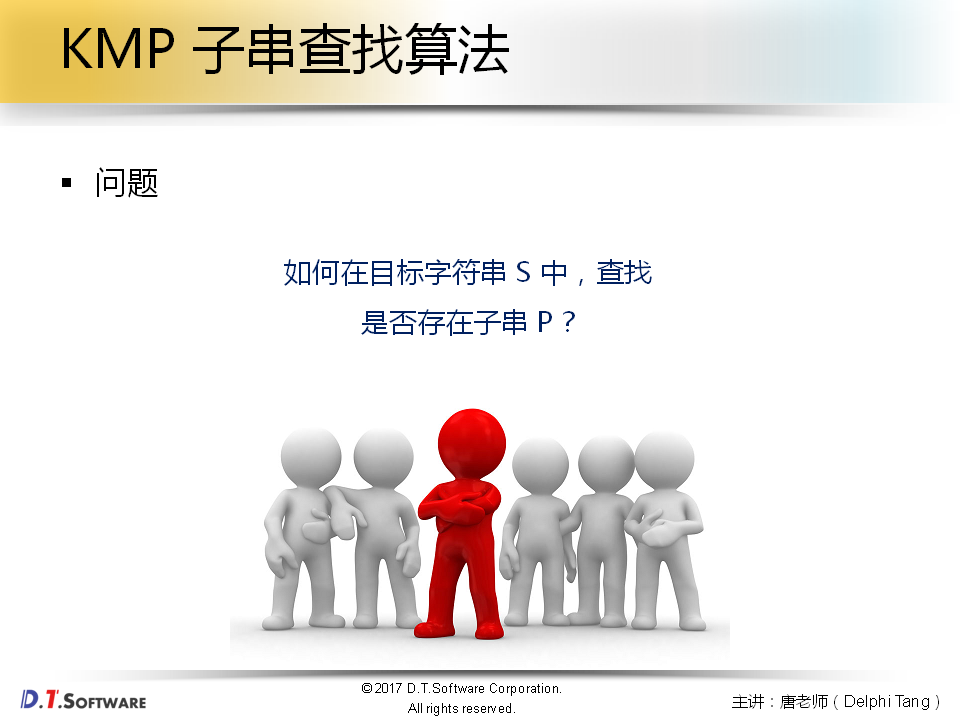 KMP 子串查找算法
▪ 问题
如何在目标字符串 S 中，查找
是否存在子串 P？
D.T.SOFTWARE
©2017 D.T.Software Corporation.
All rights reserved.
主讲：唐老师（Delphi Tang）